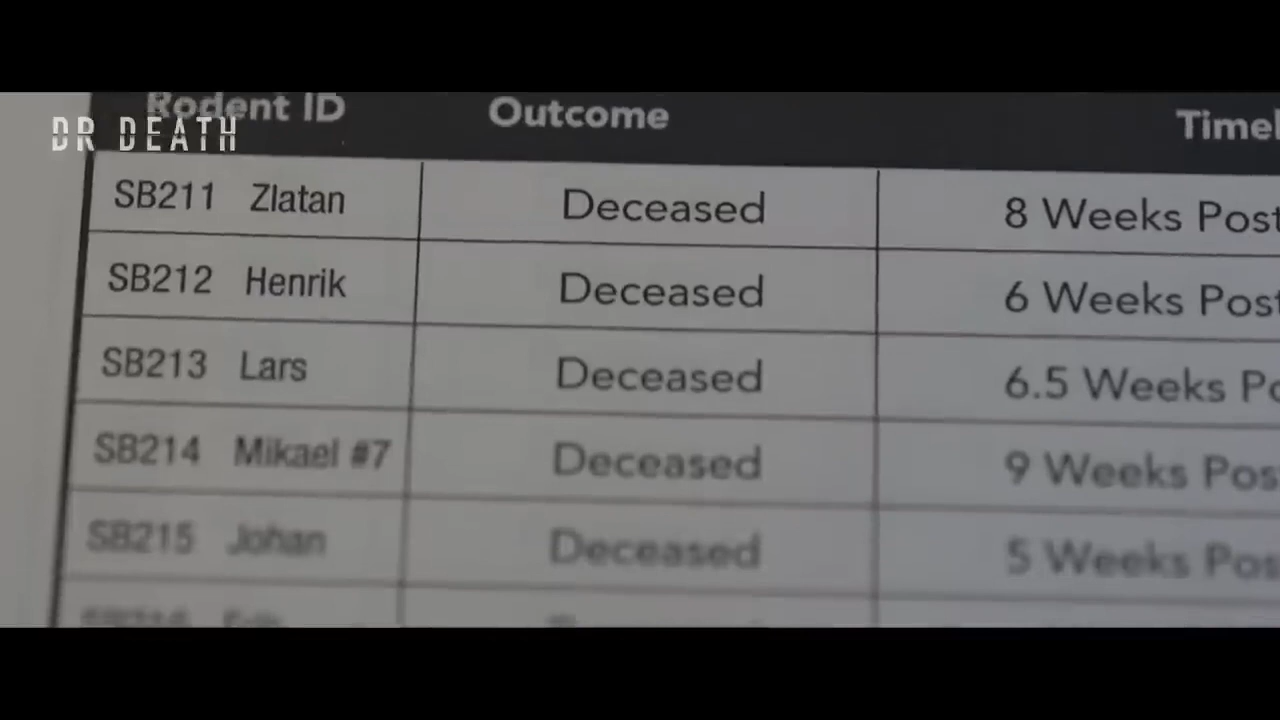 Rodent ID Outcome Timel
DR DEATH
SB211 Zlatan Deceased 8 Weeks Post
SB212 Henrik Deceased 6 Weeks Post
SB213 Lars Deceased 6.5 Weeks Po
SB214 Mikael #7 Deceased 9 Weeks Pos
SB215 Johan Deceased 5 Weeks Pos